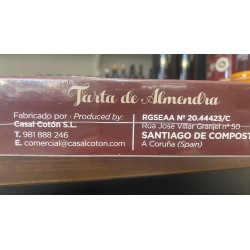 Tarta de Almendra
Fabricado por · Produced by:
Casal Cotón S.L.
T. 981 888 246
E. comercial@casalcoton.com
RGSEAA Nº 20.44423/C
Rúa José Villar Granjel nº 50
SANTIAGO DE COMPOST
A Coruña (Spain)